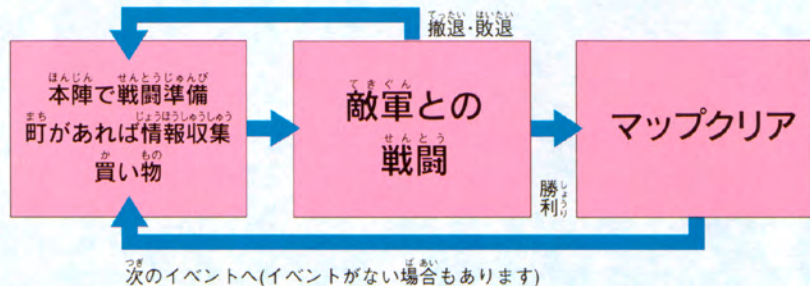 撤退・敗退
本陣で戦闘準備
町があれば情報収集
買い物
敵軍との
戦闘
マップクリア
勝利
次のイベントへ(イベントがない場合もあります)